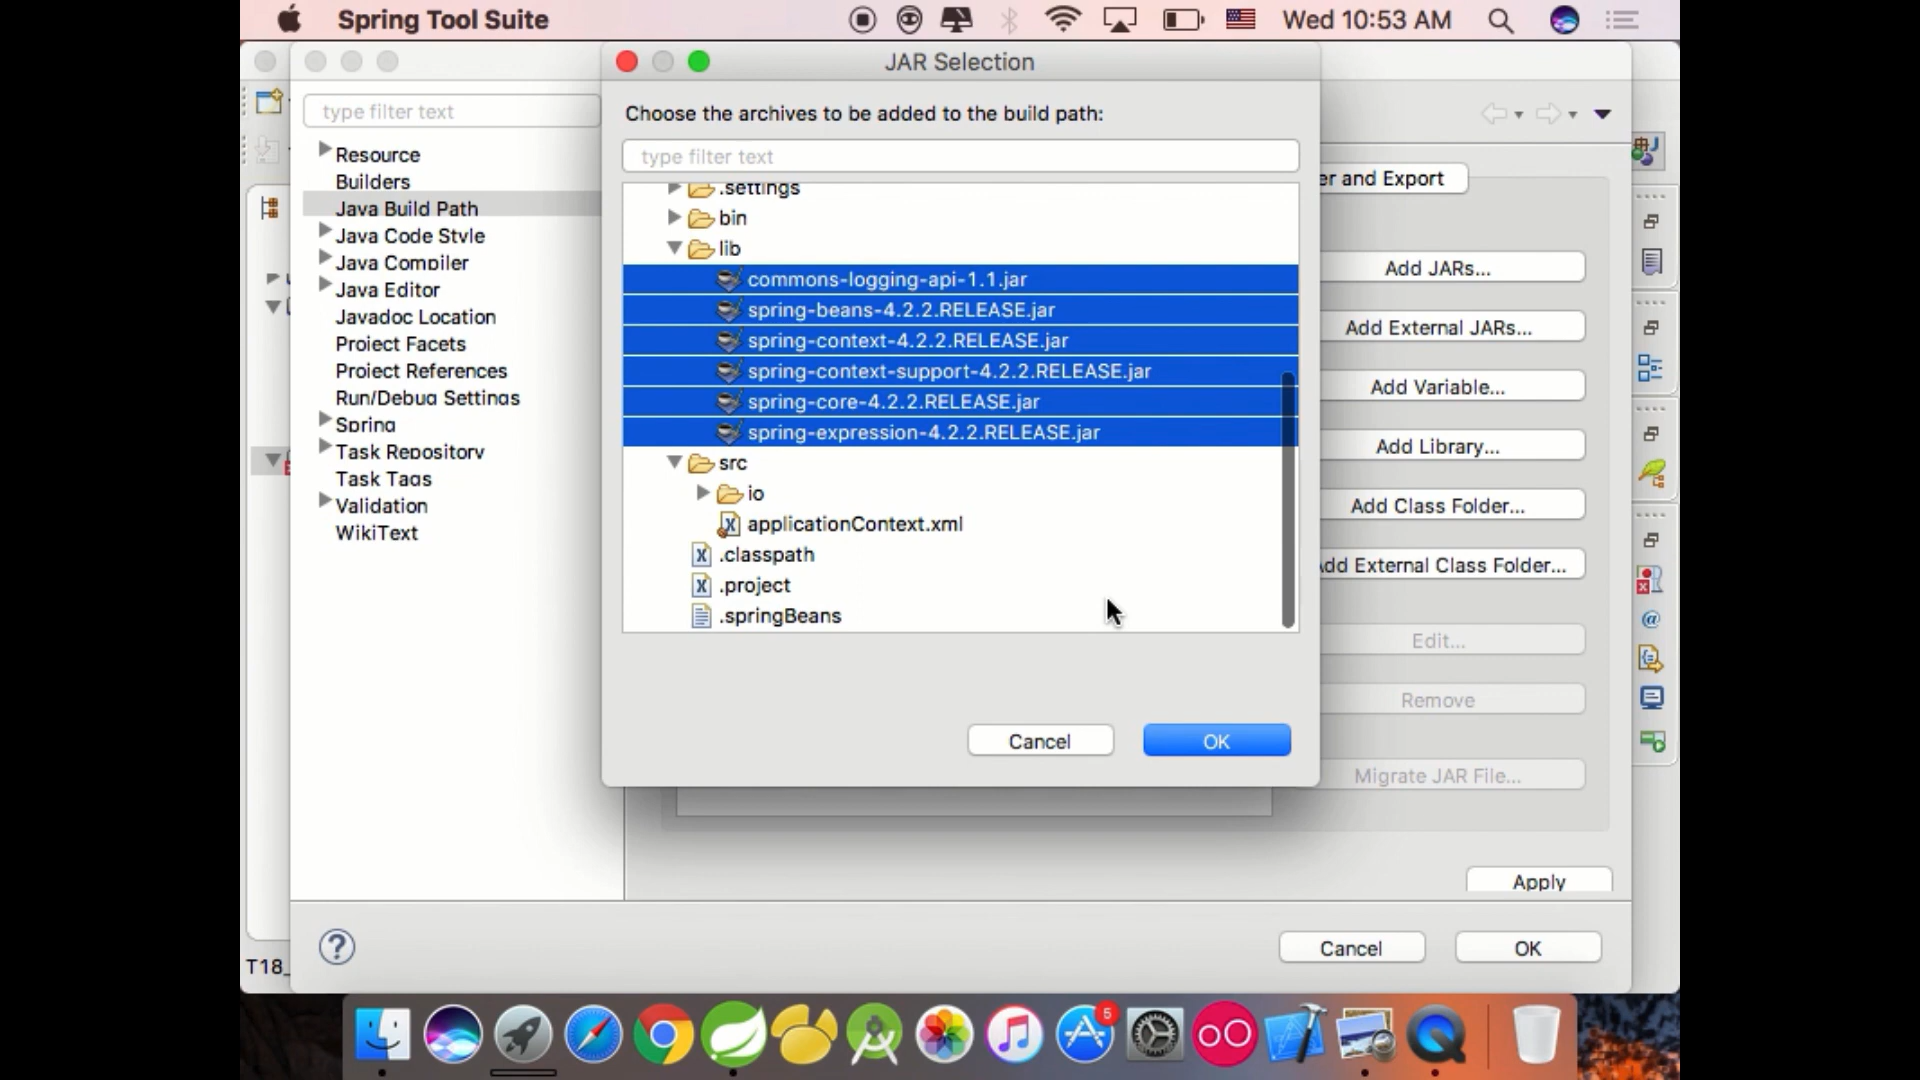 Spring Tool Suite
Wed 10:53 AM
JAR Selection
type filter text
Choose the archives to be added to the build path:
type filter text
Resource
Builders
Java Build Path
Java Code Style
Java Compiler
Java Editor
Javadoc Location
Project Facets
Project References
Run/Debug Settings
Spring
Task Repository
Task Tags
Validation
WikiText
.settings
bin
lib
commons-logging-api-1.1.jar
spring-beans-4.2.2.RELEASE.jar
spring-context-4.2.2.RELEASE.jar
spring-context-support-4.2.2.RELEASE.jar
spring-core-4.2.2.RELEASE.jar
spring-expression-4.2.2.RELEASE.jar
src
io
applicationContext.xml
.classpath
.project
.springBeans
Cancel
OK
er and Export
Add JARs...
Add External JARs...
Add Variable...
Add Library...
Add Class Folder...
Add External Class Folder...
Edit...
Remove
Migrate JAR File...
Apply
Cancel
OK
T18_
5